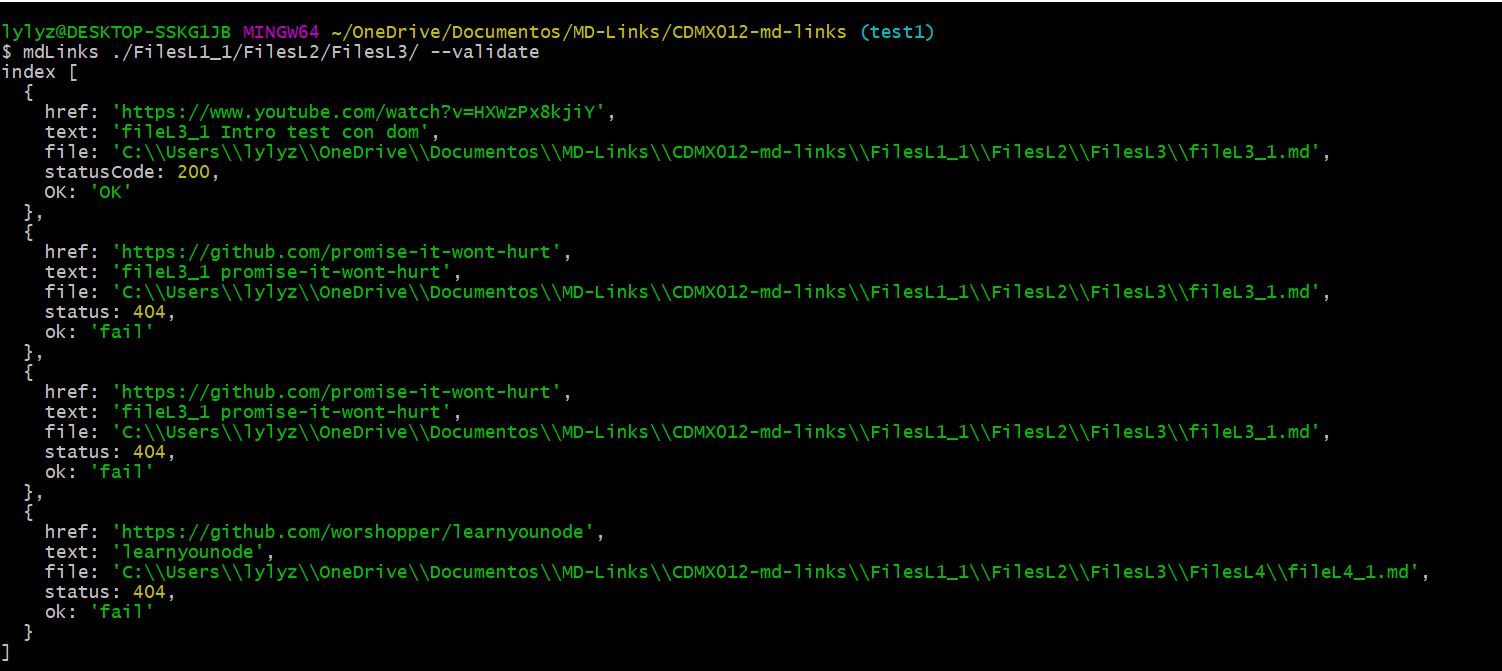 lylyz@DESKTOP-SSKG1JB MINGW64 ~/OneDrive/Documentos/MD-Links/CDMX012-md-links (test1)
$ mdLinks ./FilesL1_1/FilesL2/FilesL3/ --validate
index [
  {
    href: 'https://www.youtube.com/watch?v=HXWzPx8kjiY',
    text: 'fileL3_1 Intro test con dom',
    file: 'C:\\Users\\lylyz\\OneDrive\\Documentos\\MD-Links\\CDMX012-md-links\\FilesL1_1\\FilesL2\\FilesL3\\fileL3_1.md',
    statusCode: 200,
    OK: 'OK'
  },
  {
    href: 'https://github.com/promise-it-wont-hurt',
    text: 'fileL3_1 promise-it-wont-hurt',
    file: 'C:\\Users\\lylyz\\OneDrive\\Documentos\\MD-Links\\CDMX012-md-links\\FilesL1_1\\FilesL2\\FilesL3\\fileL3_1.md',
    status: 404,
    ok: 'fail'
  },
  {
    href: 'https://github.com/promise-it-wont-hurt',
    text: 'fileL3_1 promise-it-wont-hurt',
    file: 'C:\\Users\\lylyz\\OneDrive\\Documentos\\MD-Links\\CDMX012-md-links\\FilesL1_1\\FilesL2\\FilesL3\\fileL3_1.md',
    status: 404,
    ok: 'fail'
  },
  {
    href: 'https://github.com/worshopper/learnyounode',
    text: 'learnyounode',
    file: 'C:\\Users\\lylyz\\OneDrive\\Documentos\\MD-Links\\CDMX012-md-links\\FilesL1_1\\FilesL2\\FilesL3\\FilesL4\\fileL4_1.md',
    status: 404,
    ok: 'fail'
  }
]